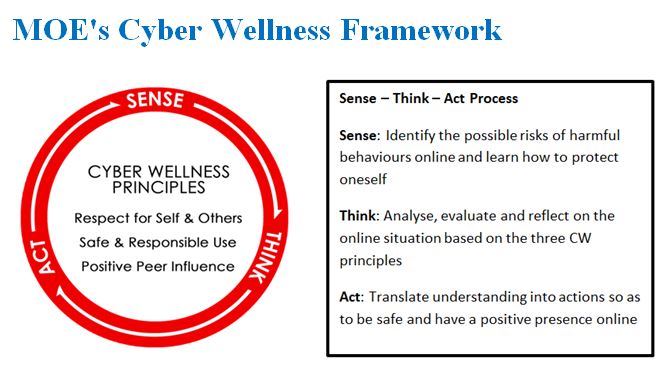 MOE's Cyber Wellness Framework
SENSE
THINK
ACT
CYBER WELLNESS
PRINCIPLES
Respect for Self & Others
Safe & Responsible Use
Positive Peer Influence
Sense – Think – Act Process
Sense: Identify the possible risks of harmful
behaviours online and learn how to protect
oneself
Think: Analyse, evaluate and reflect on the
online situation based on the three CW
principles
Act: Translate understanding into actions so as
to be safe and have a positive presence online